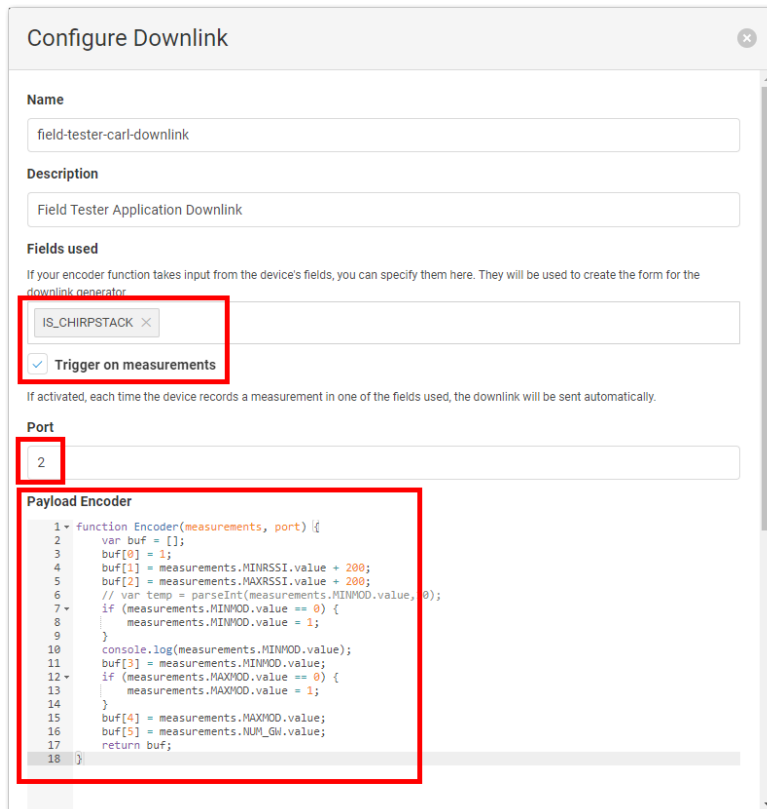 Configure Downlink
Name
field-tester-carl-downlink
Description
Field Tester Application Downlink
Fields used
If your encoder function takes input from the device's fields, you can specify them here. They will be used to create the form for the
downlink generator
IS_CHIRPSTACK
Trigger on measurements
If activated, each time the device records a measurement in one of the fields used, the downlink will be sent automatically.
Port
2
Payload Encoder
1 function Encoder(measurements, port) {
2 var buf = [];
3 buf[0] = 1;
4 buf[1] = measurements.MINRSSI.value + 200;
5 buf[2] = measurements.MAXRSSI.value + 200;
6 // var temp = parseInt(measurements.MINMOD.value, 0);
7 if (measurements.MINMOD.value == 0) {
8 measurements.MINMOD.value = 1;
9 }
10 console.log(measurements.MINMOD.value);
11 buf[3] = measurements.MINMOD.value;
12 if (measurements.MAXMOD.value == 0) {
13 measurements.MAXMOD.value = 1;
14 }
15 buf[4] = measurements.MAXMOD.value;
16 buf[5] = measurements.NUM_GW.value;
17 return buf;
18 }